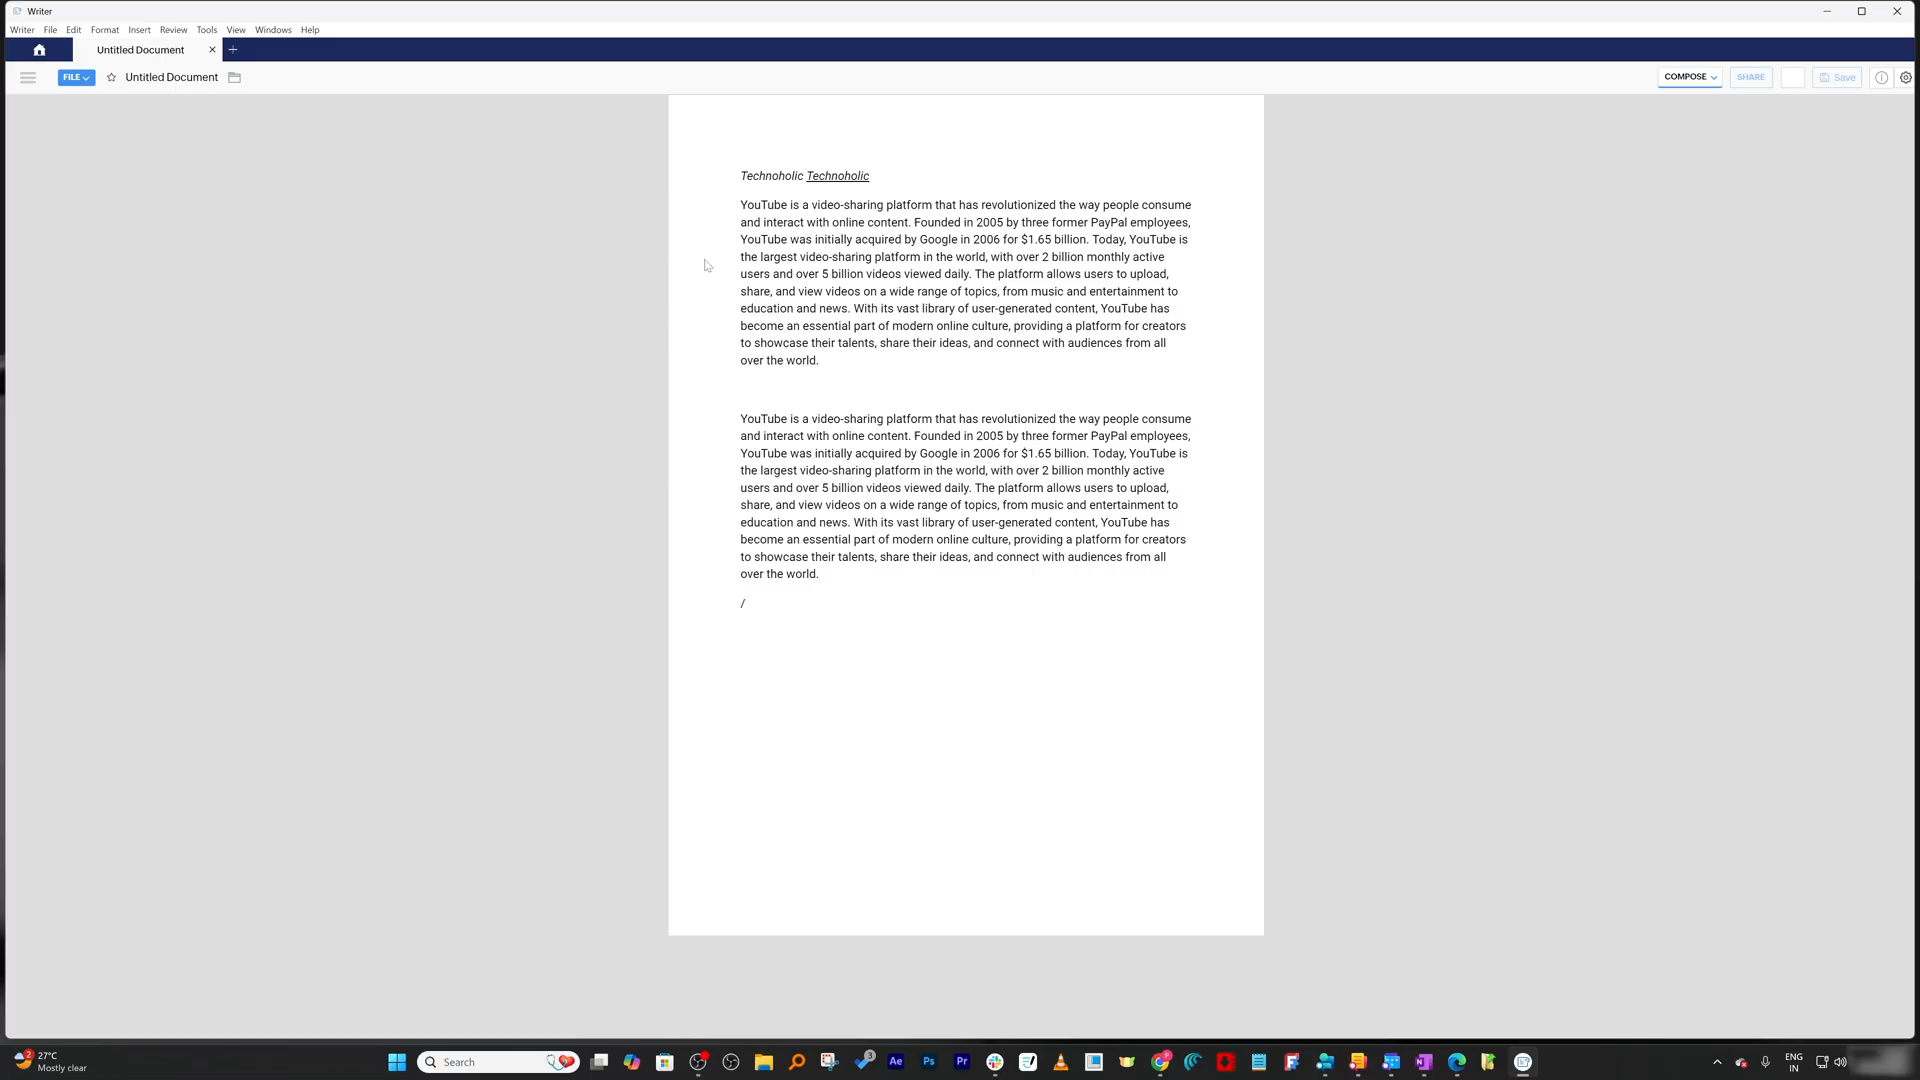 Writer
Writer File Edit Format Insert Review Tools View Windows Help
Untitled Document
FILE Untitled Document COMPOSE SHARE Save
Technoholic Technoholic
YouTube is a video-sharing platform that has revolutionized the way people consume
and interact with online content. Founded in 2005 by three former PayPal employees,
YouTube was initially acquired by Google in 2006 for $1.65 billion. Today, YouTube is
the largest video-sharing platform in the world, with over 2 billion monthly active
users and over 5 billion videos viewed daily. The platform allows users to upload,
share, and view videos on a wide range of topics, from music and entertainment to
education and news. With its vast library of user-generated content, YouTube has
become an essential part of modern online culture, providing a platform for creators
to showcase their talents, share their ideas, and connect with audiences from all
over the world.
YouTube is a video-sharing platform that has revolutionized the way people consume
and interact with online content. Founded in 2005 by three former PayPal employees,
YouTube was initially acquired by Google in 2006 for $1.65 billion. Today, YouTube is
the largest video-sharing platform in the world, with over 2 billion monthly active
users and over 5 billion videos viewed daily. The platform allows users to upload,
share, and view videos on a wide range of topics, from music and entertainment to
education and news. With its vast library of user-generated content, YouTube has
become an essential part of modern online culture, providing a platform for creators
to showcase their talents, share their ideas, and connect with audiences from all
over the world.
/
2 27°C
Mostly clear
Search
3
Ae Ps Pr
P
ENG
IN